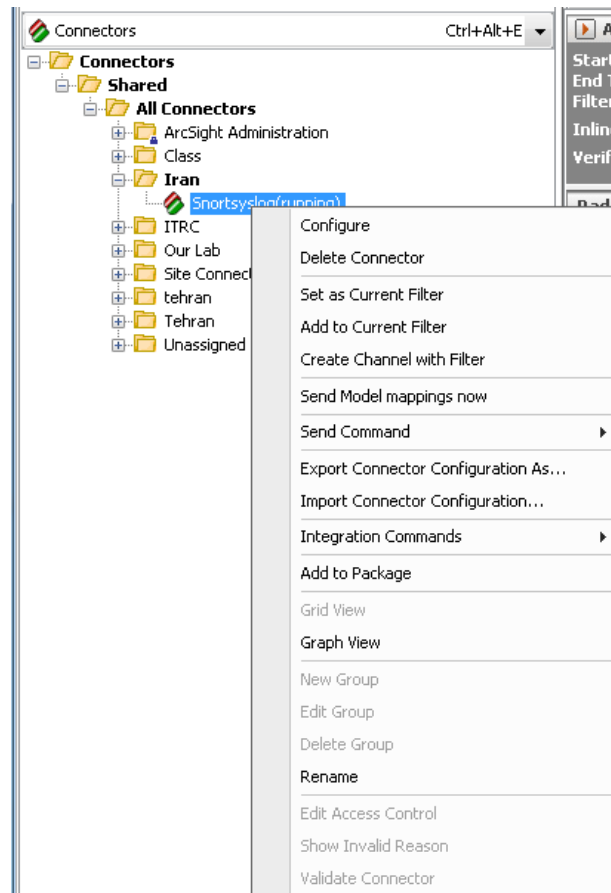 Connectors Ctrl+Alt+E
Connectors
Shared
All Connectors
ArcSight Administration
Class
Iran
Snortsyslog(running)
ITRC
Our Lab
Site Connect
tehran
Tehran
Unassigned
Configure
Delete Connector
Set as Current Filter
Add to Current Filter
Create Channel with Filter
Send Model mappings now
Send Command
Export Connector Configuration As...
Import Connector Configuration...
Integration Commands
Add to Package
Grid View
Graph View
New Group
Edit Group
Delete Group
Rename
Edit Access Control
Show Invalid Reason
Validate Connector
A
Start
End T
Filter
Inline
Verif